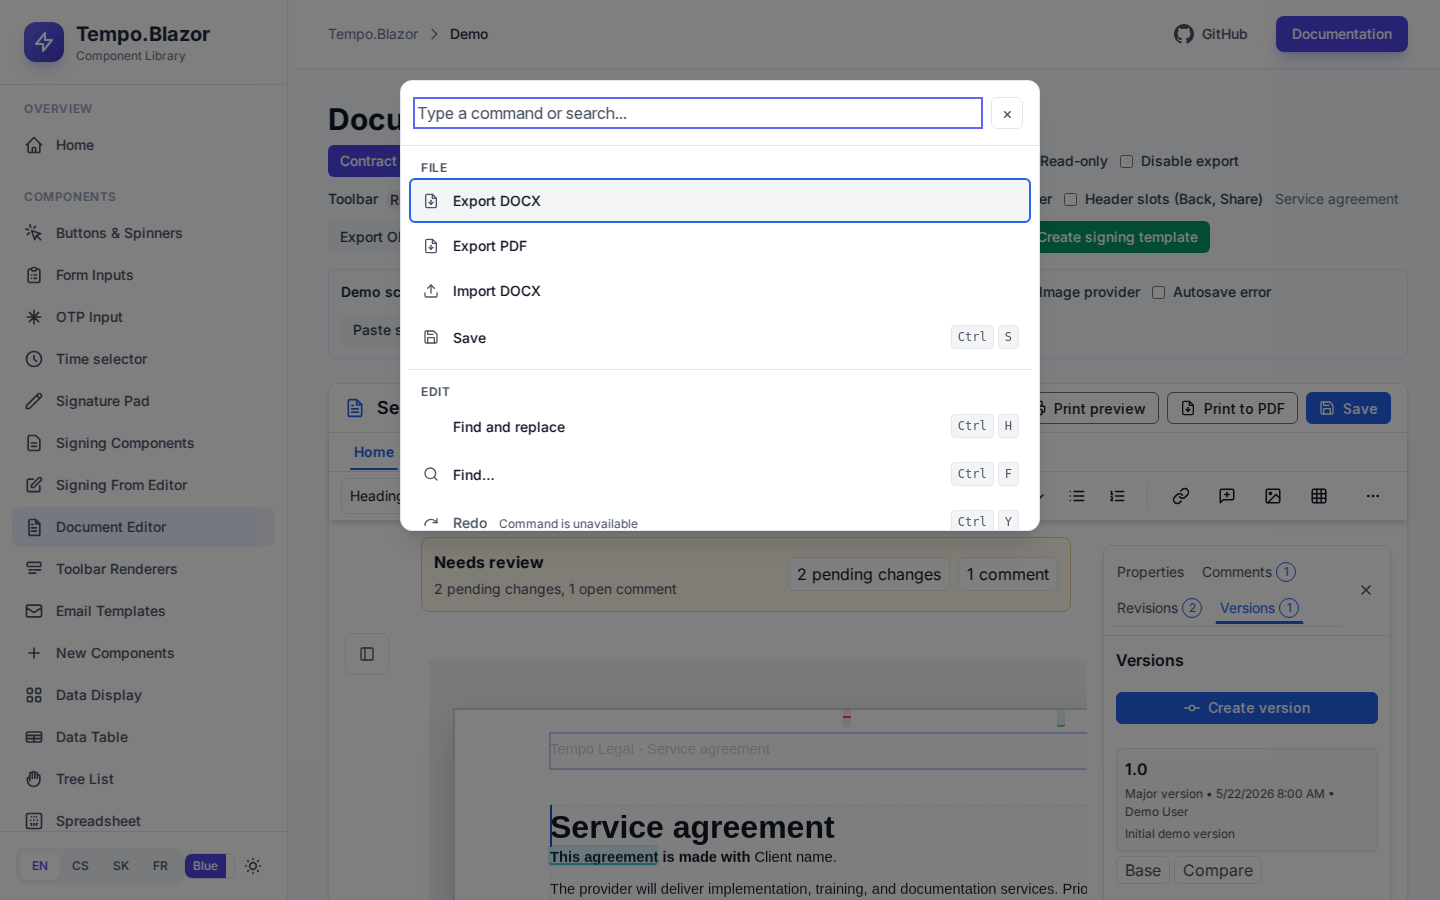 Tempo.Blazor
Component Library
OVERVIEW
Home
COMPONENTS
Buttons & Spinners
Form Inputs
OTP Input
Time selector
Signature Pad
Signing Components
Signing From Editor
Document Editor
Toolbar Renderers
Email Templates
New Components
Data Display
Data Table
Tree List
Spreadsheet
EN CS SK FR Blue
Tempo.Blazor > Demo
GitHub
Documentation
Type a command or search...
×
FILE
Export DOCX
Export PDF
Import DOCX
Save Ctrl S
EDIT
Find and replace Ctrl H
Find... Ctrl F
Redo Command is unavailable Ctrl Y
Contract
Read-only Disable export
Toolbar
Header slots (Back, Share) Service agreement
Export
Create signing template
Demo
Image provider Autosave error
Paste
Print preview Print to PDF Save
Home
Heading
Needs review
2 pending changes, 1 open comment
2 pending changes 1 comment
Properties Comments 1
Revisions 2 Versions 1
Versions
Create version
1.0
Major version • 5/22/2026 8:00 AM •
Demo User
Initial demo version
Base Compare
Tempo Legal - Service agreement
Service agreement
This agreement is made with Client name.
The provider will deliver implementation, training, and documentation services.